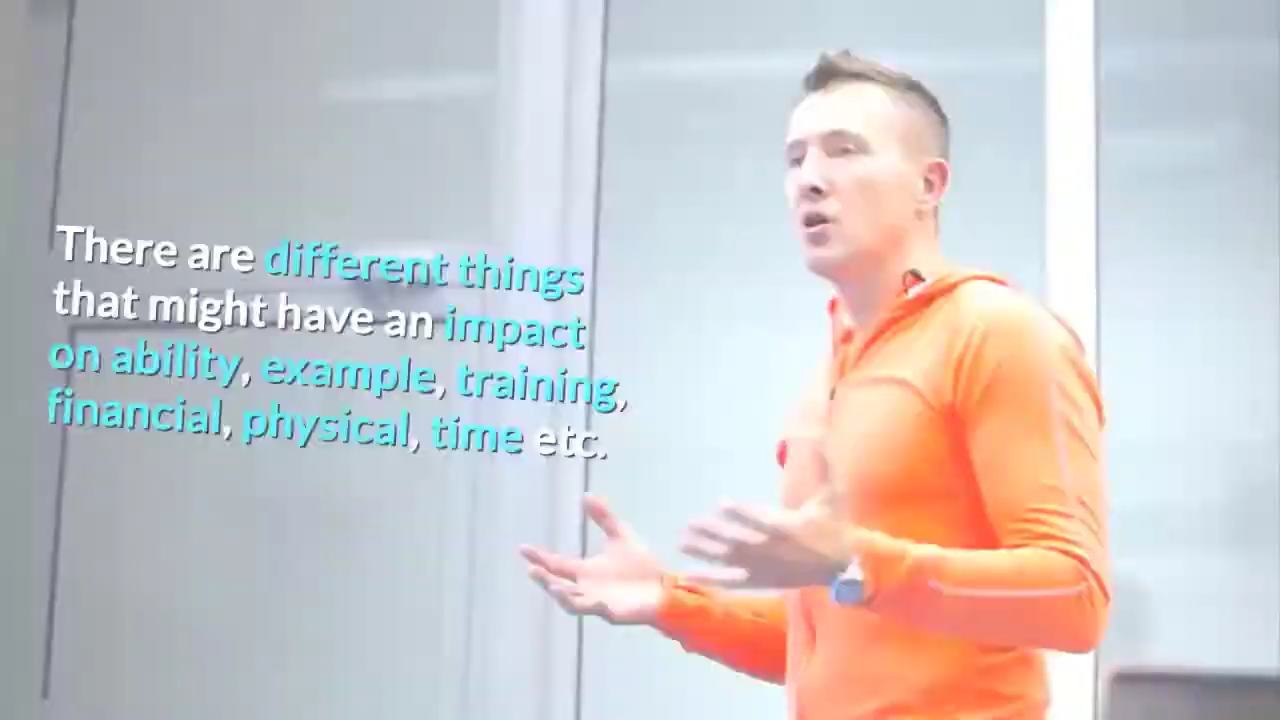 There are different things
that might have an impact
on ability, example, training,
financial, physical, time etc.